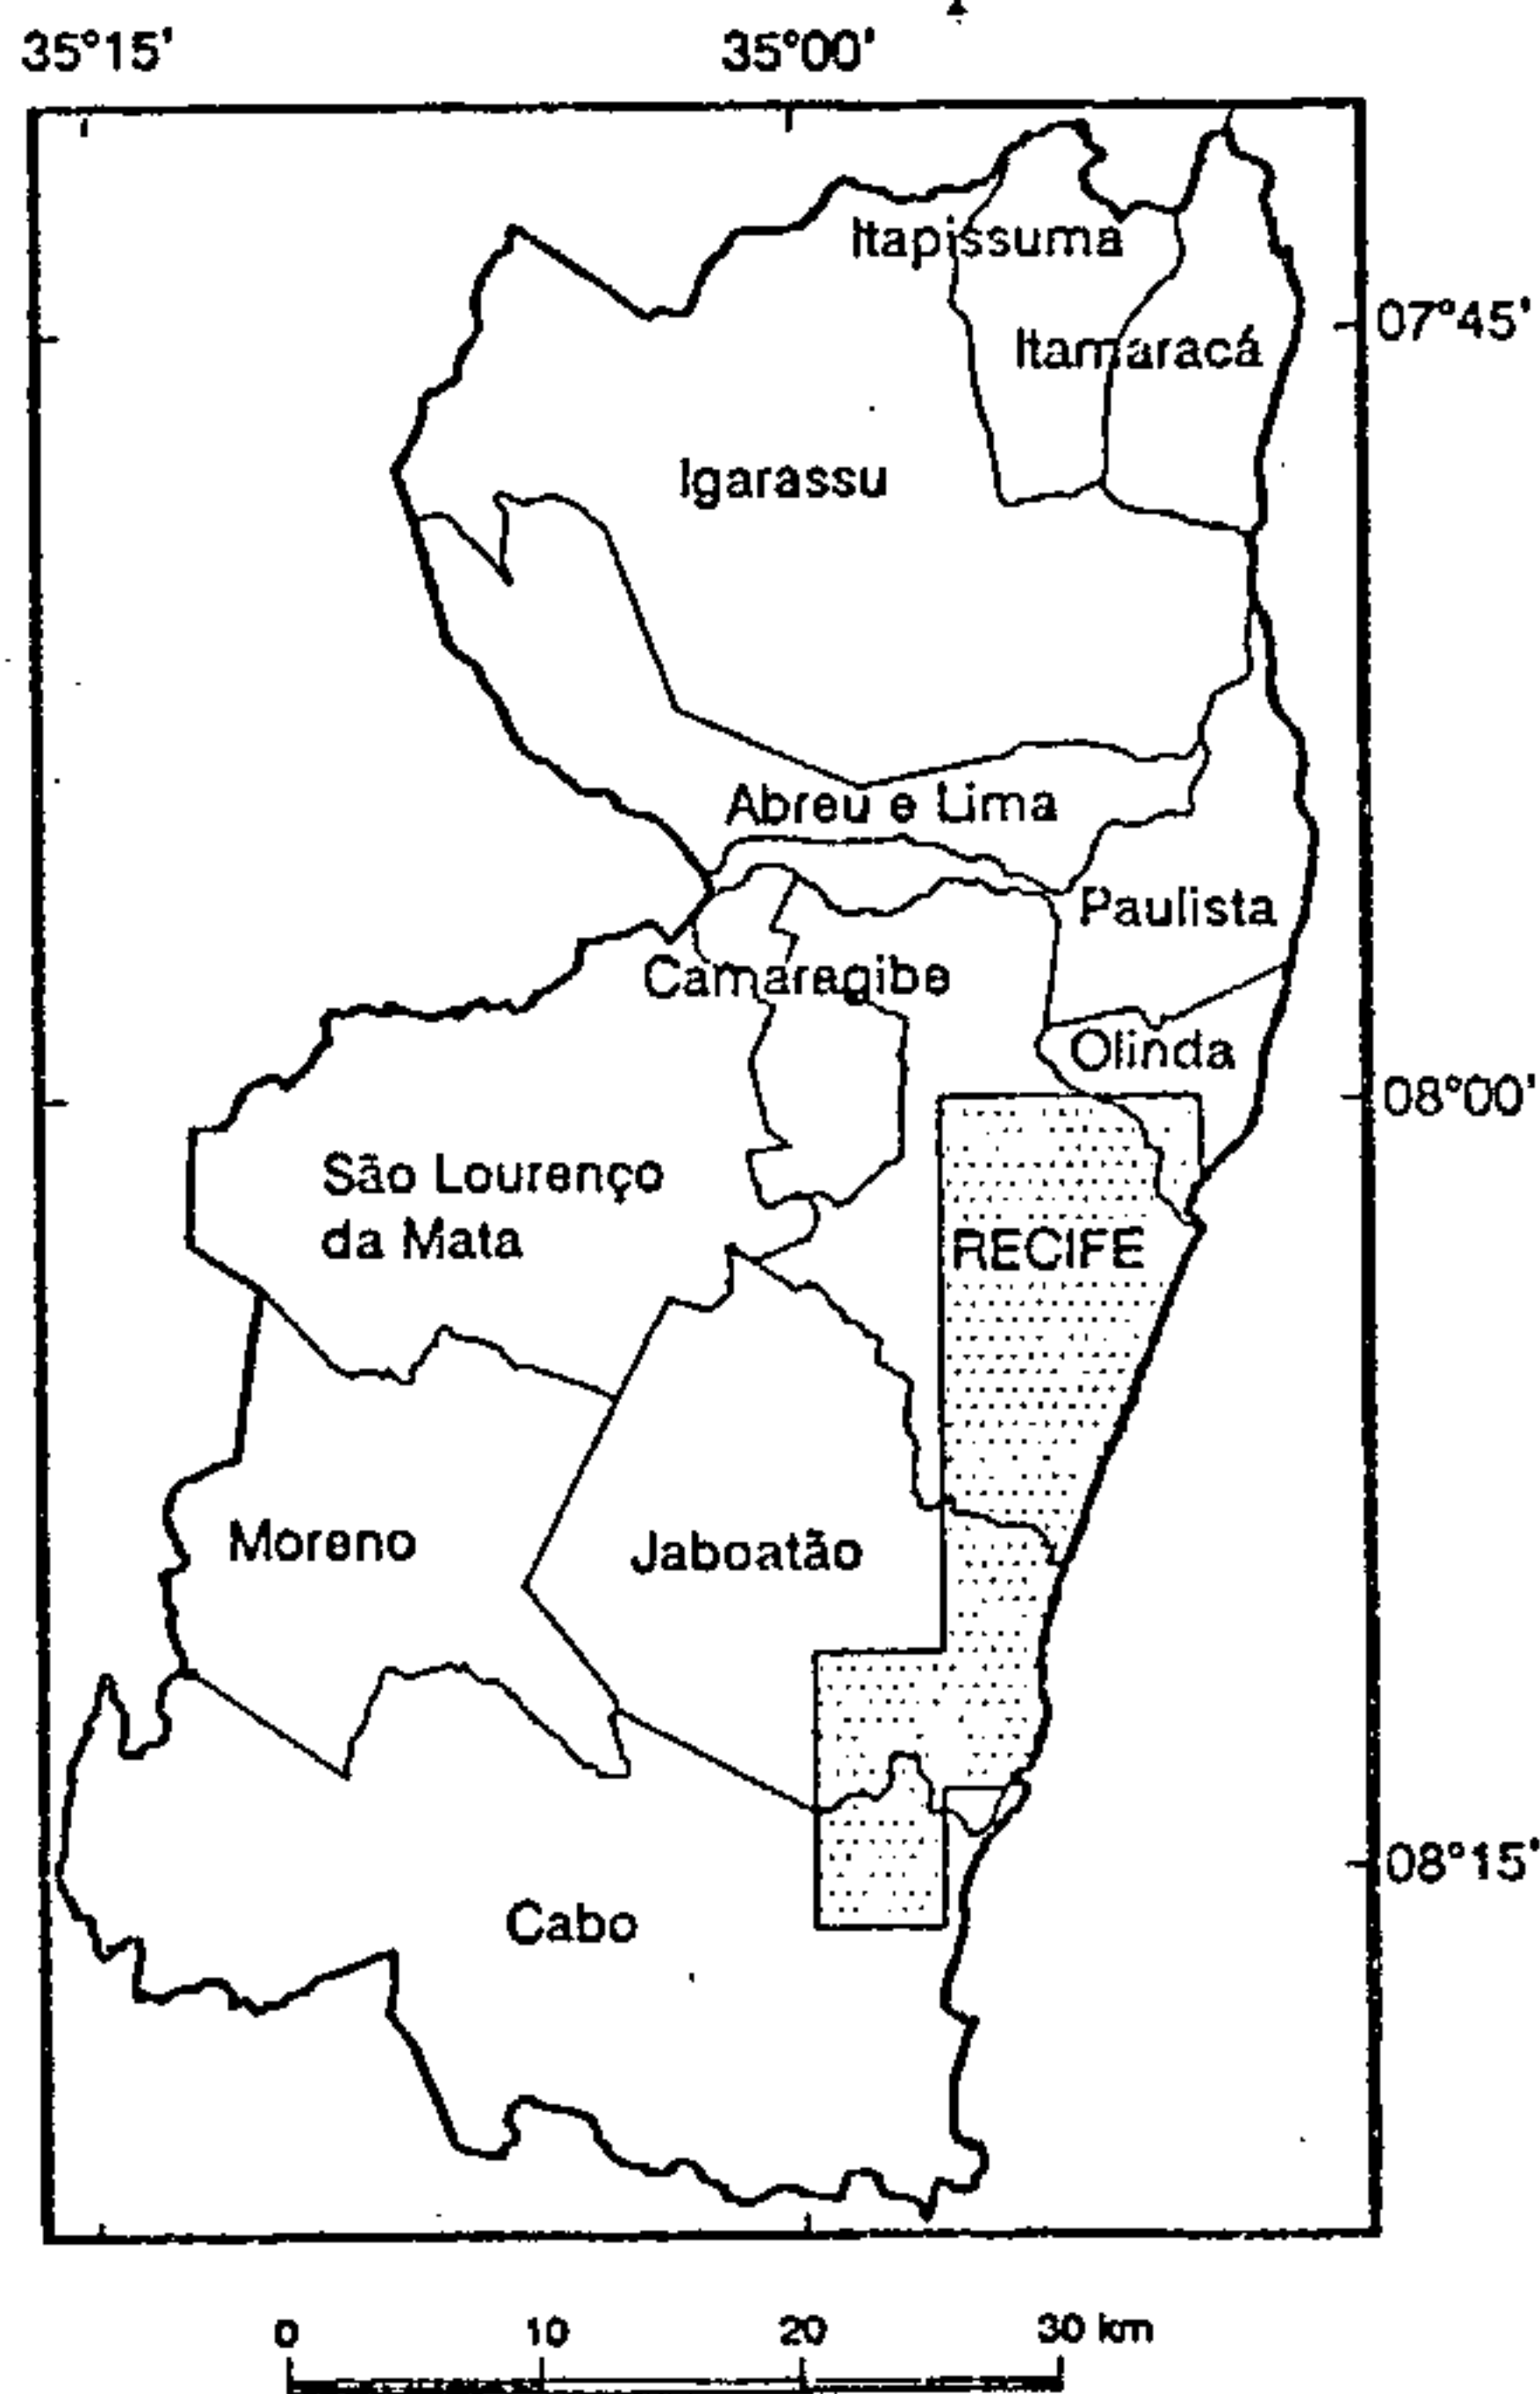 35°15' 35°00'
Itapissuma
07°45'
Itamaracá
Igarassu
Abreu e Lima
Paulista
Camaragibe
Olinda
08°00'
São Lourenço
da Mata
RECIFE
Moreno
Jaboatão
08°15'
Cabo
0 10 20 30 km